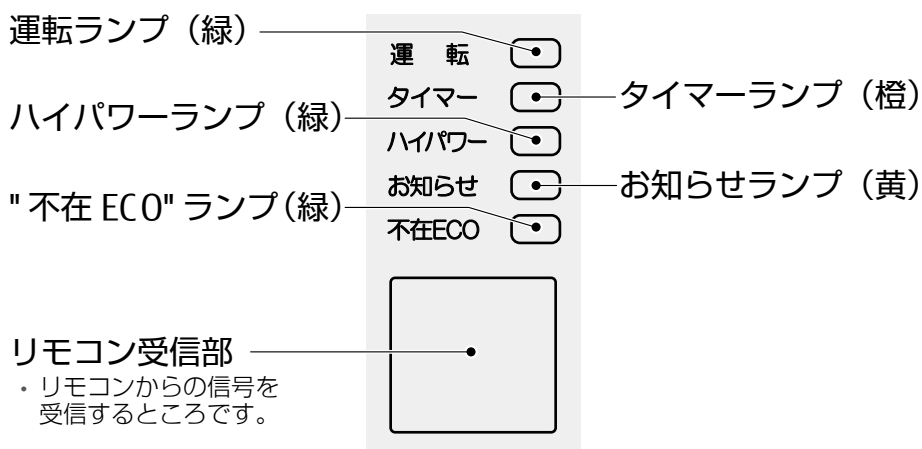 運転ランプ（緑）
ハイパワーランプ（緑）
"不在ECO"ランプ（緑）
リモコン受信部
・リモコンからの信号を
受信するところです。
運 転
タイマー
ハイパワー
お知らせ
不在ECO
タイマーランプ（橙）
お知らせランプ（黄）